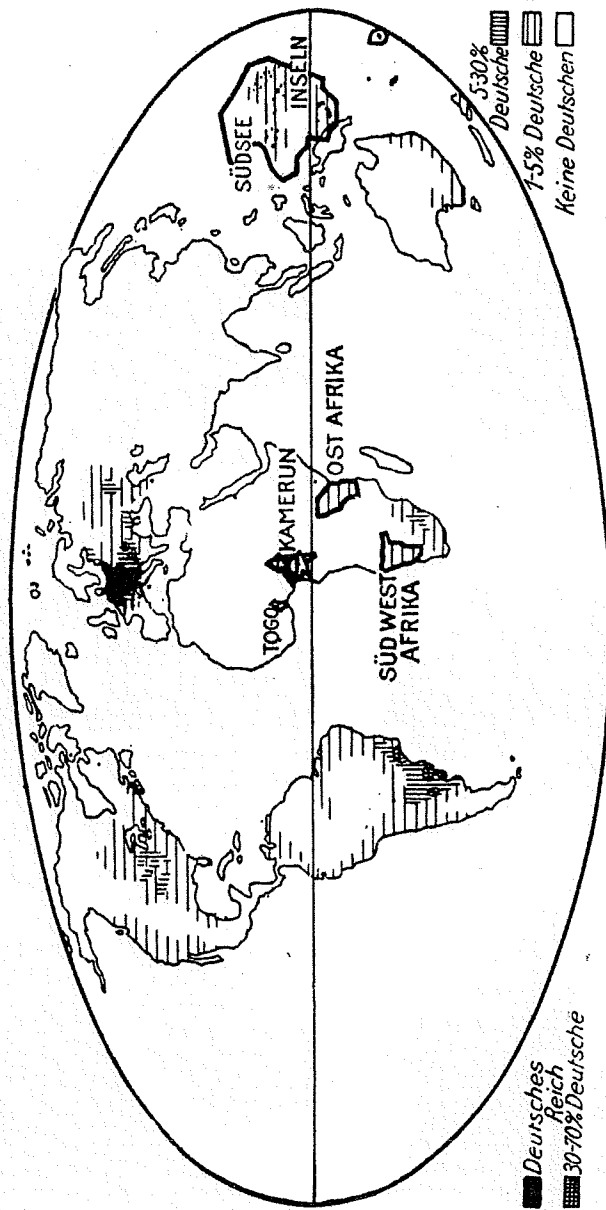 SÜDSEE
INSELN
TOGO
KAMERUN
OST AFRIKA
SÜD WEST
AFRIKA
Deutsches
Reich
30-70% Deutsche
5-30%
Deutsche
1-5% Deutsche
Keine Deutschen